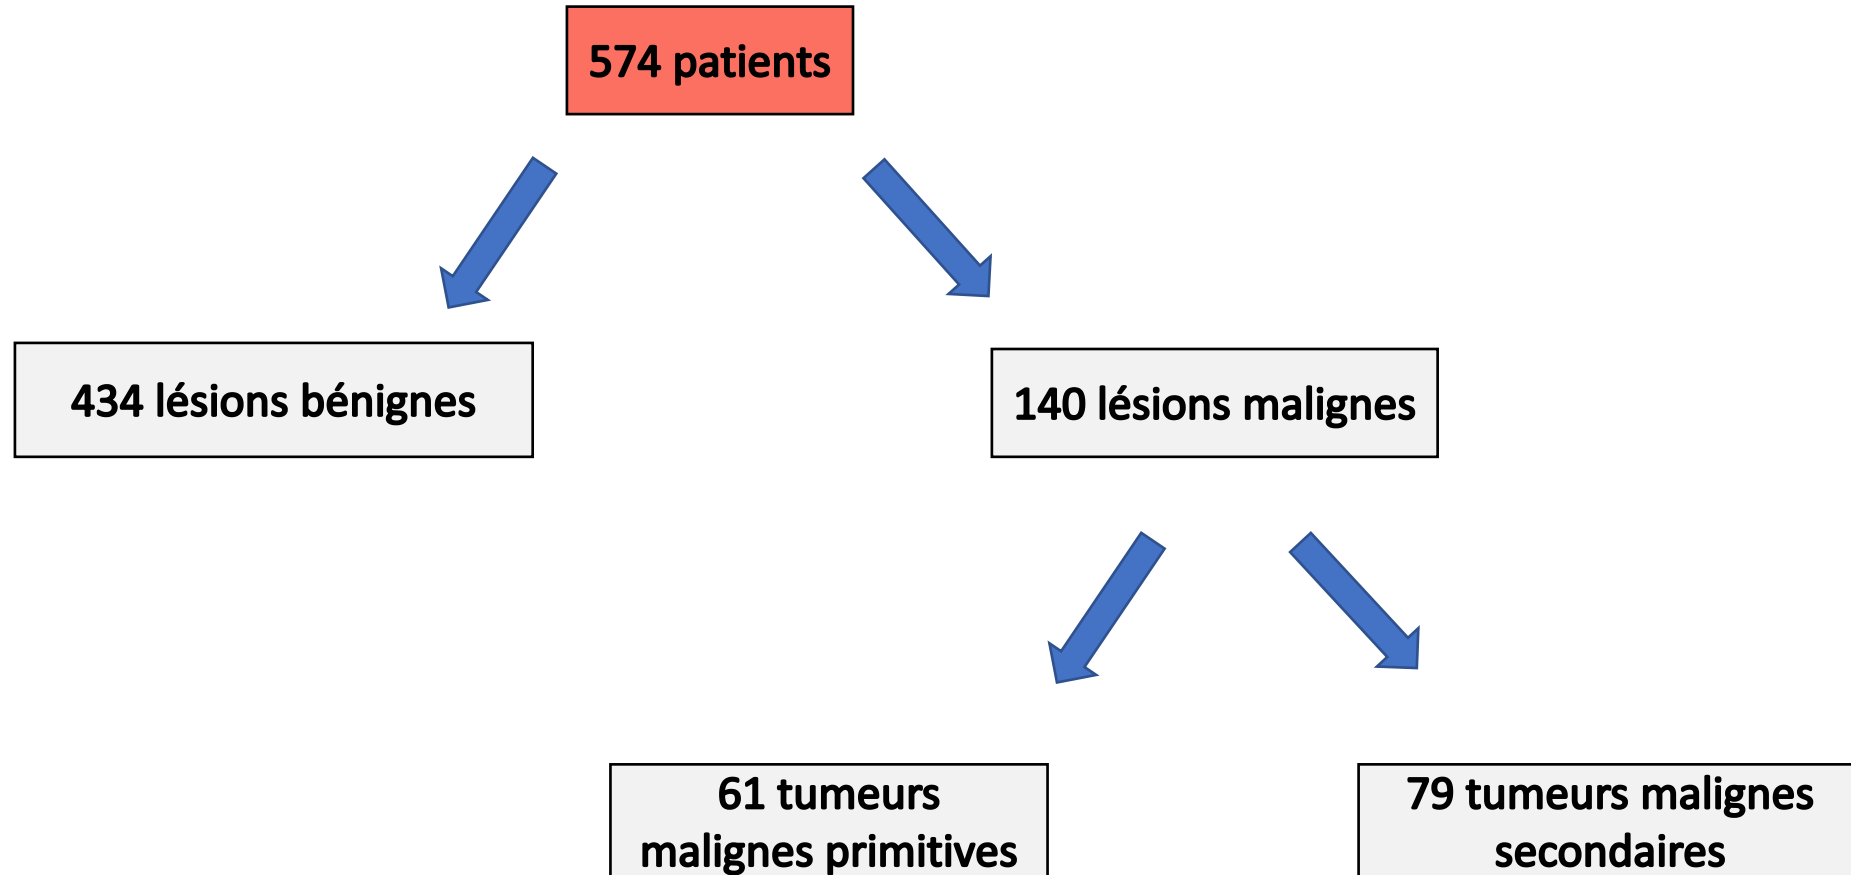 574 patients
434 lésions bénignes
140 lésions malignes
61 tumeurs
malignes primitives
79 tumeurs malignes
secondaires